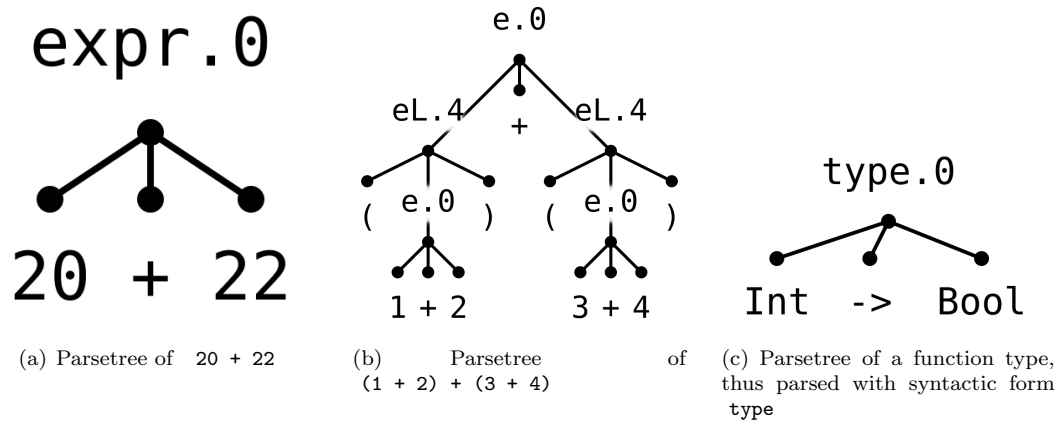 expr.0
20 + 22
(a) Parsetree of 20 + 22
e.0
eL.4 + eL.4
( e.0 ) ( e.0 )
1 + 2 3 + 4
(b) Parsetree of
(1 + 2) + (3 + 4)
type.0
Int -> Bool
(c) Parsetree of a function type,
thus parsed with syntactic form
type